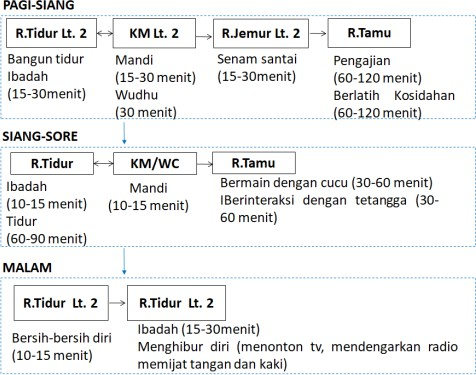 PAGI-SIANG
R.Tidur Lt. 2
KM Lt. 2
R.Jemur Lt. 2
R.Tamu
Bangun tidur
Ibadah
(15-30menit)
Mandi
(15-30 menit)
Wudhu
(30 menit)
Senam santai
(15-30menit)
Pengajian
(60-120 menit)
Berlatih Kosidahan
(60-120 menit)
SIANG-SORE
R.Tidur
KM/WC
R.Tamu
Ibadah
(10-15 menit)
Tidur
(60-90 menit)
Mandi
(10-15 menit)
Bermain dengan cucu (30-60 menit)
IBerinteraksi dengan tetangga (30-
60 menit)
MALAM
R.Tidur Lt. 2
R.Tidur Lt. 2
Bersih-bersih diri
(10-15 menit)
Ibadah (15-30menit)
Menghibur diri (menonton tv, mendengarkan radio
memijat tangan dan kaki)